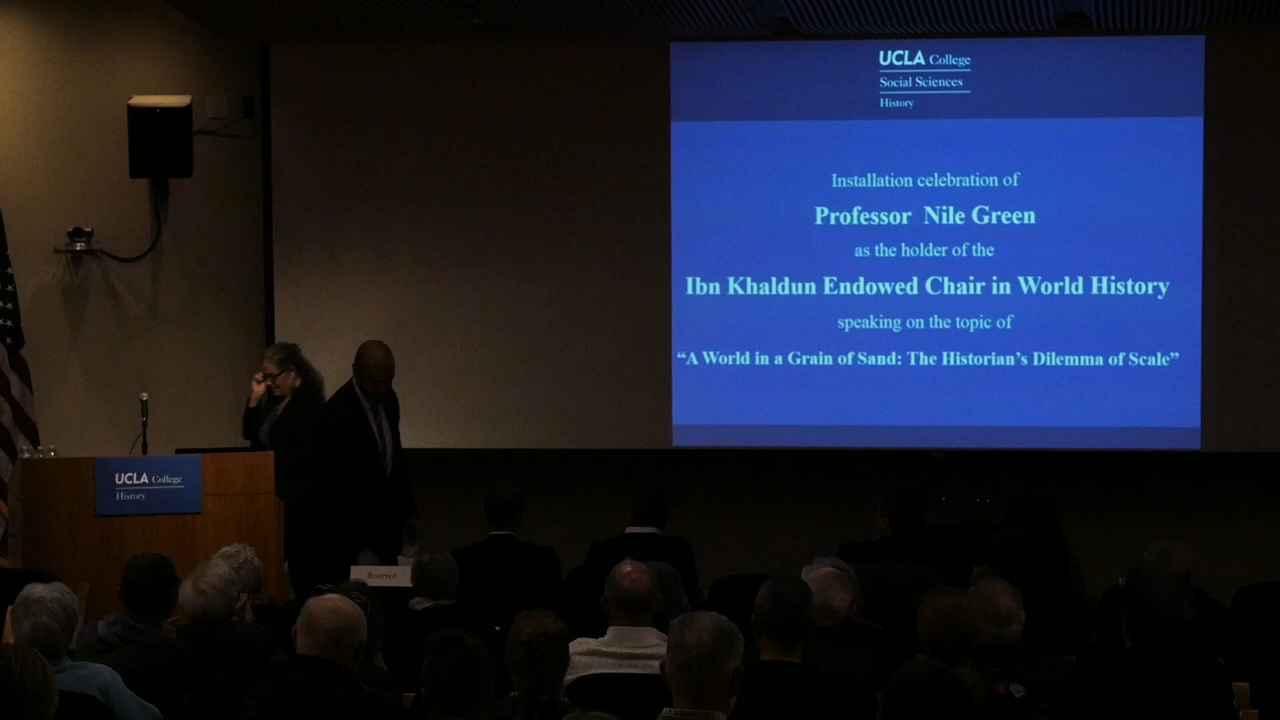 UCLA College
Social Sciences
History
Installation celebration of
Professor Nile Green
as the holder of the
Ibn Khaldun Endowed Chair in World History
speaking on the topic of
“A World in a Grain of Sand: The Historian’s Dilemma of Scale”
UCLA College
History
Reserved